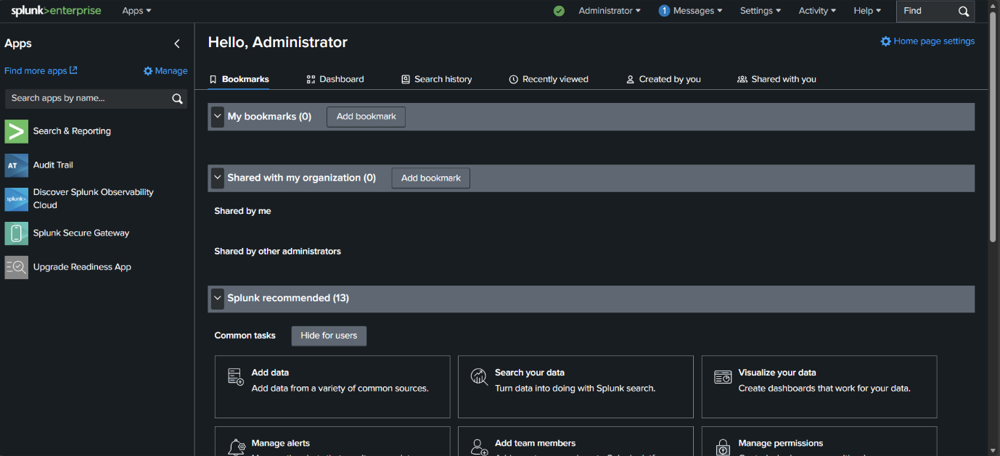 splunk>enterprise Apps Administrator 1 Messages Settings Activity Help Find
Apps
Find more apps Manage
Search apps by name...
Search & Reporting
AT Audit Trail
splunk> Discover Splunk Observability
Cloud
Splunk Secure Gateway
Upgrade Readiness App
Hello, Administrator
Home page settings
Bookmarks Dashboard Search history Recently viewed Created by you Shared with you
My bookmarks (0) Add bookmark
Shared with my organization (0) Add bookmark
Shared by me
Shared by other administrators
Splunk recommended (13)
Common tasks Hide for users
Add data
Add data from a variety of common sources.
Search your data
Turn data into doing with Splunk search.
Visualize your data
Create dashboards that work for your data.
Manage alerts
Add team members
Manage permissions